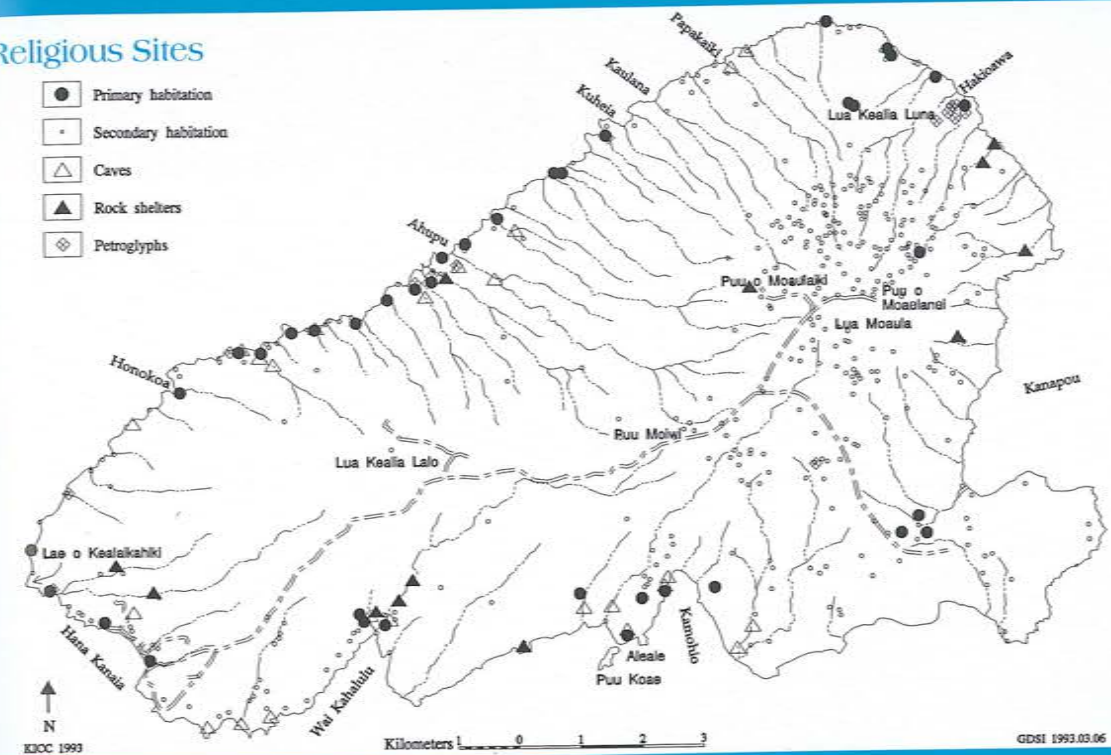 Religious Sites
Primary habitation
Secondary habitation
Caves
Rock shelters
Petroglyphs
Papakaiki
Kaulana
Kuheia
Hakioawa
Lua Kealia Luna
Ahupu
Puu o Moaulaiki
Puu o
Moaulanei
Lua Moaula
Kanapou
Honokoa
Puu Moiwi
Lua Kealia Lalo
Lae o Kealaikahiki
Hana Kanaia
Wai Kahalulu
Kamohio
Aleale
Puu Koae
N
KICC 1993
Kilometers 1 0 1 2 3
GDSI 1993.03.06